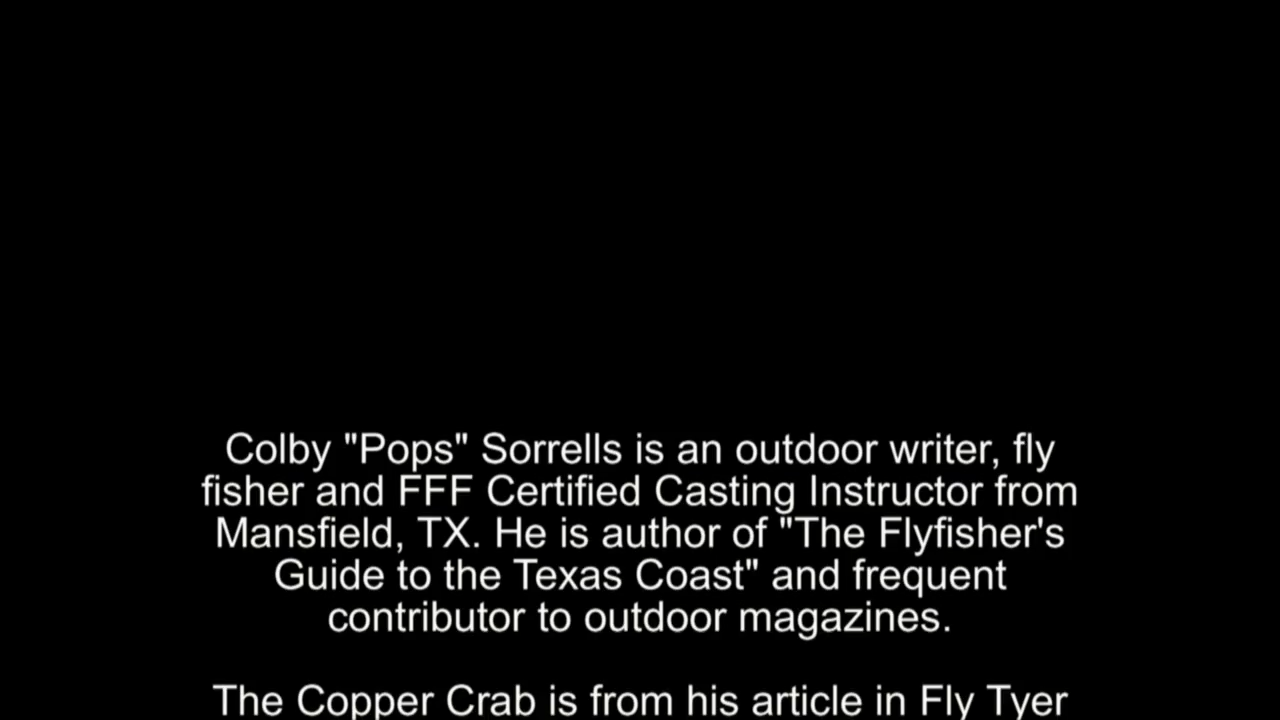 Colby "Pops" Sorrells is an outdoor writer, fly
fisher and FFF Certified Casting Instructor from
Mansfield, TX. He is author of "The Flyfisher's
Guide to the Texas Coast" and frequent
contributor to outdoor magazines.
The Copper Crab is from his article in Fly Tyer